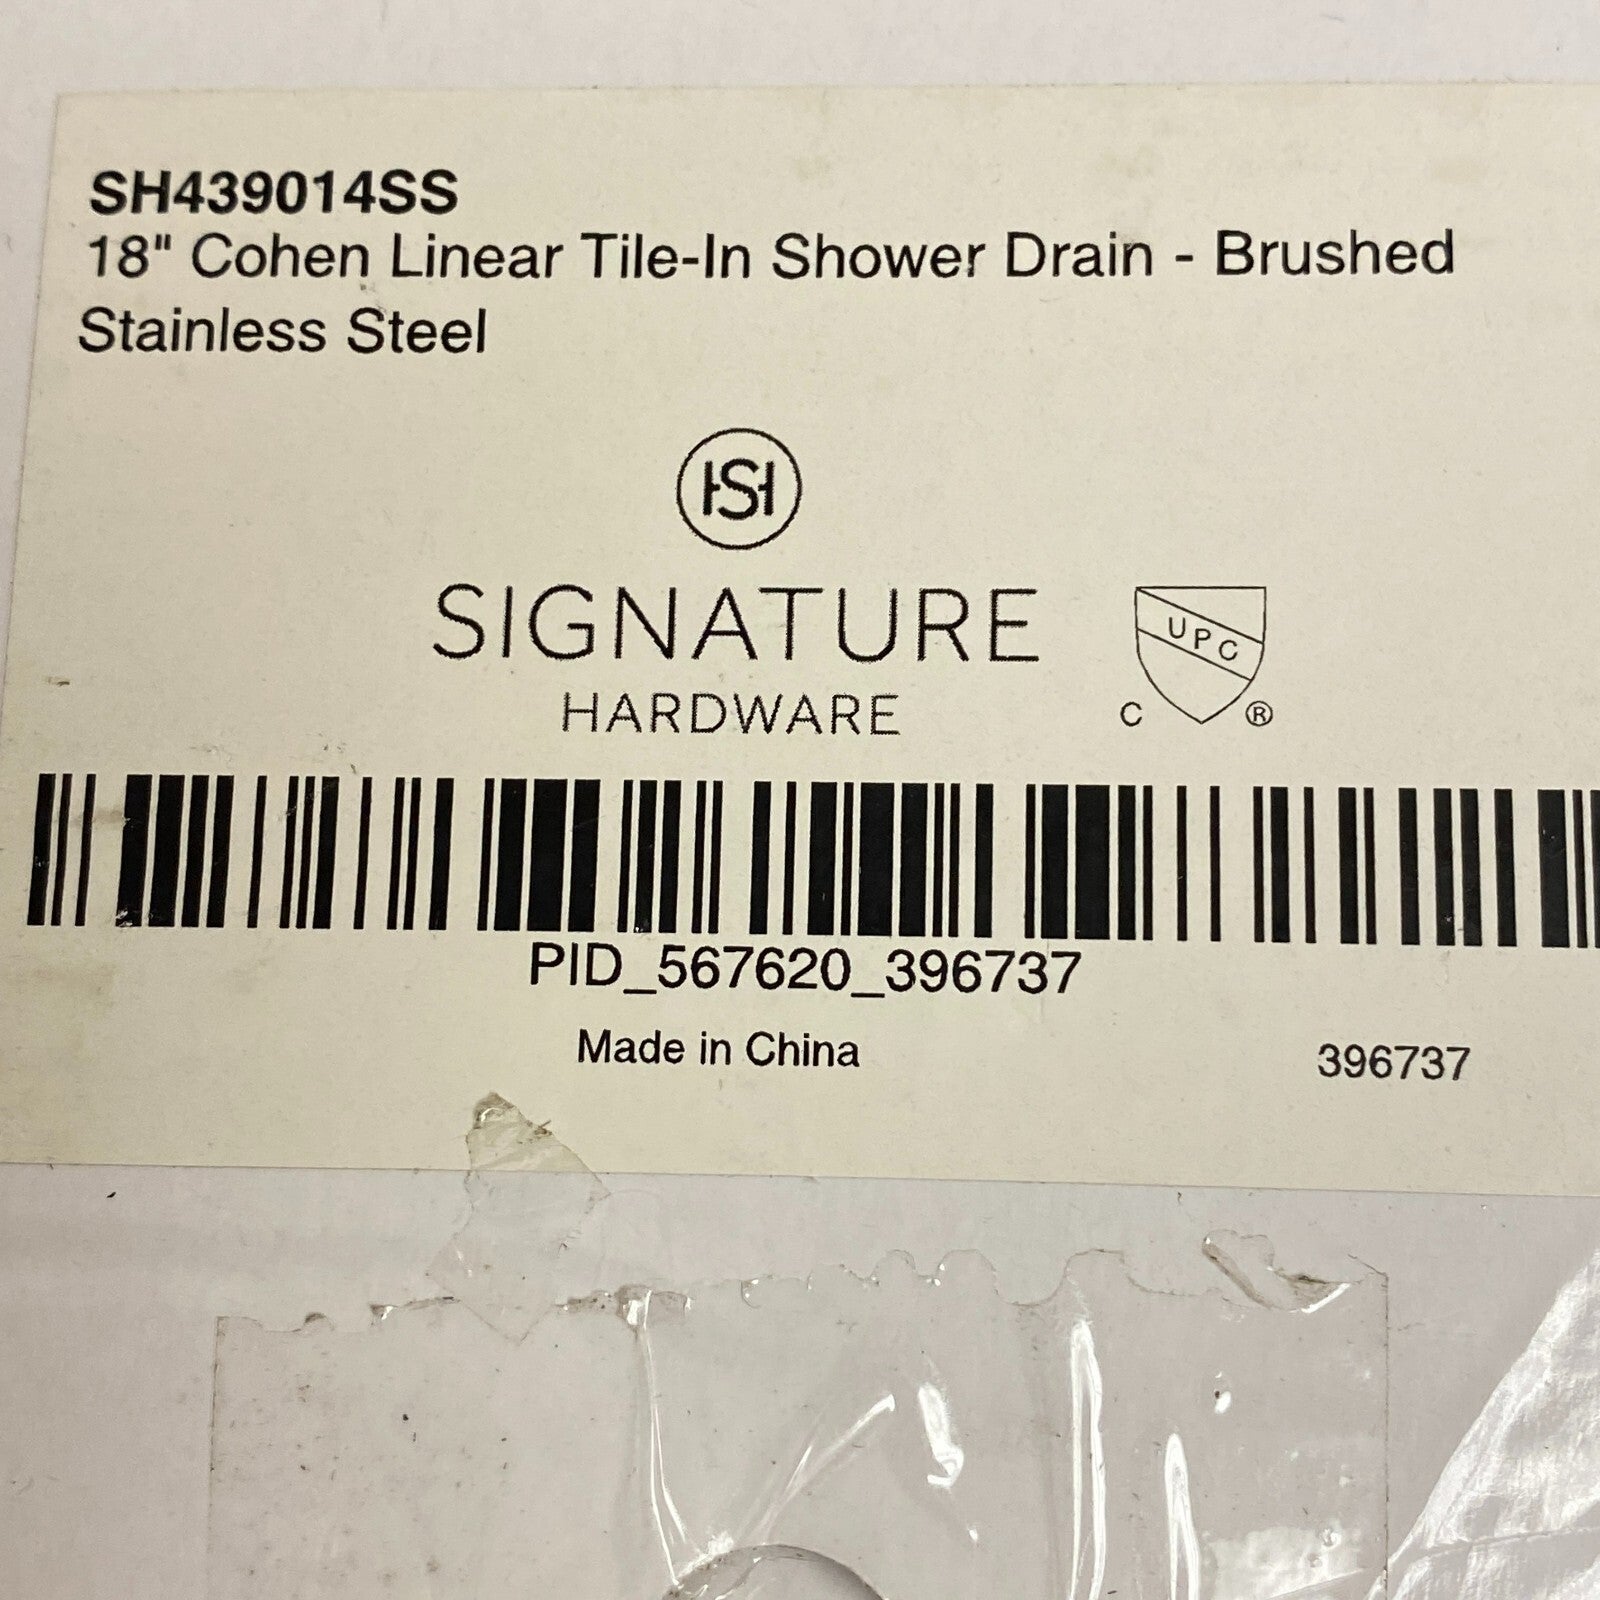 SH439014SS
18" Cohen Linear Tile-In Shower Drain - Brushed
Stainless Steel
HSH
SIGNATURE
HARDWARE
UPC
C ®
PID_567620_396737
Made in China
396737